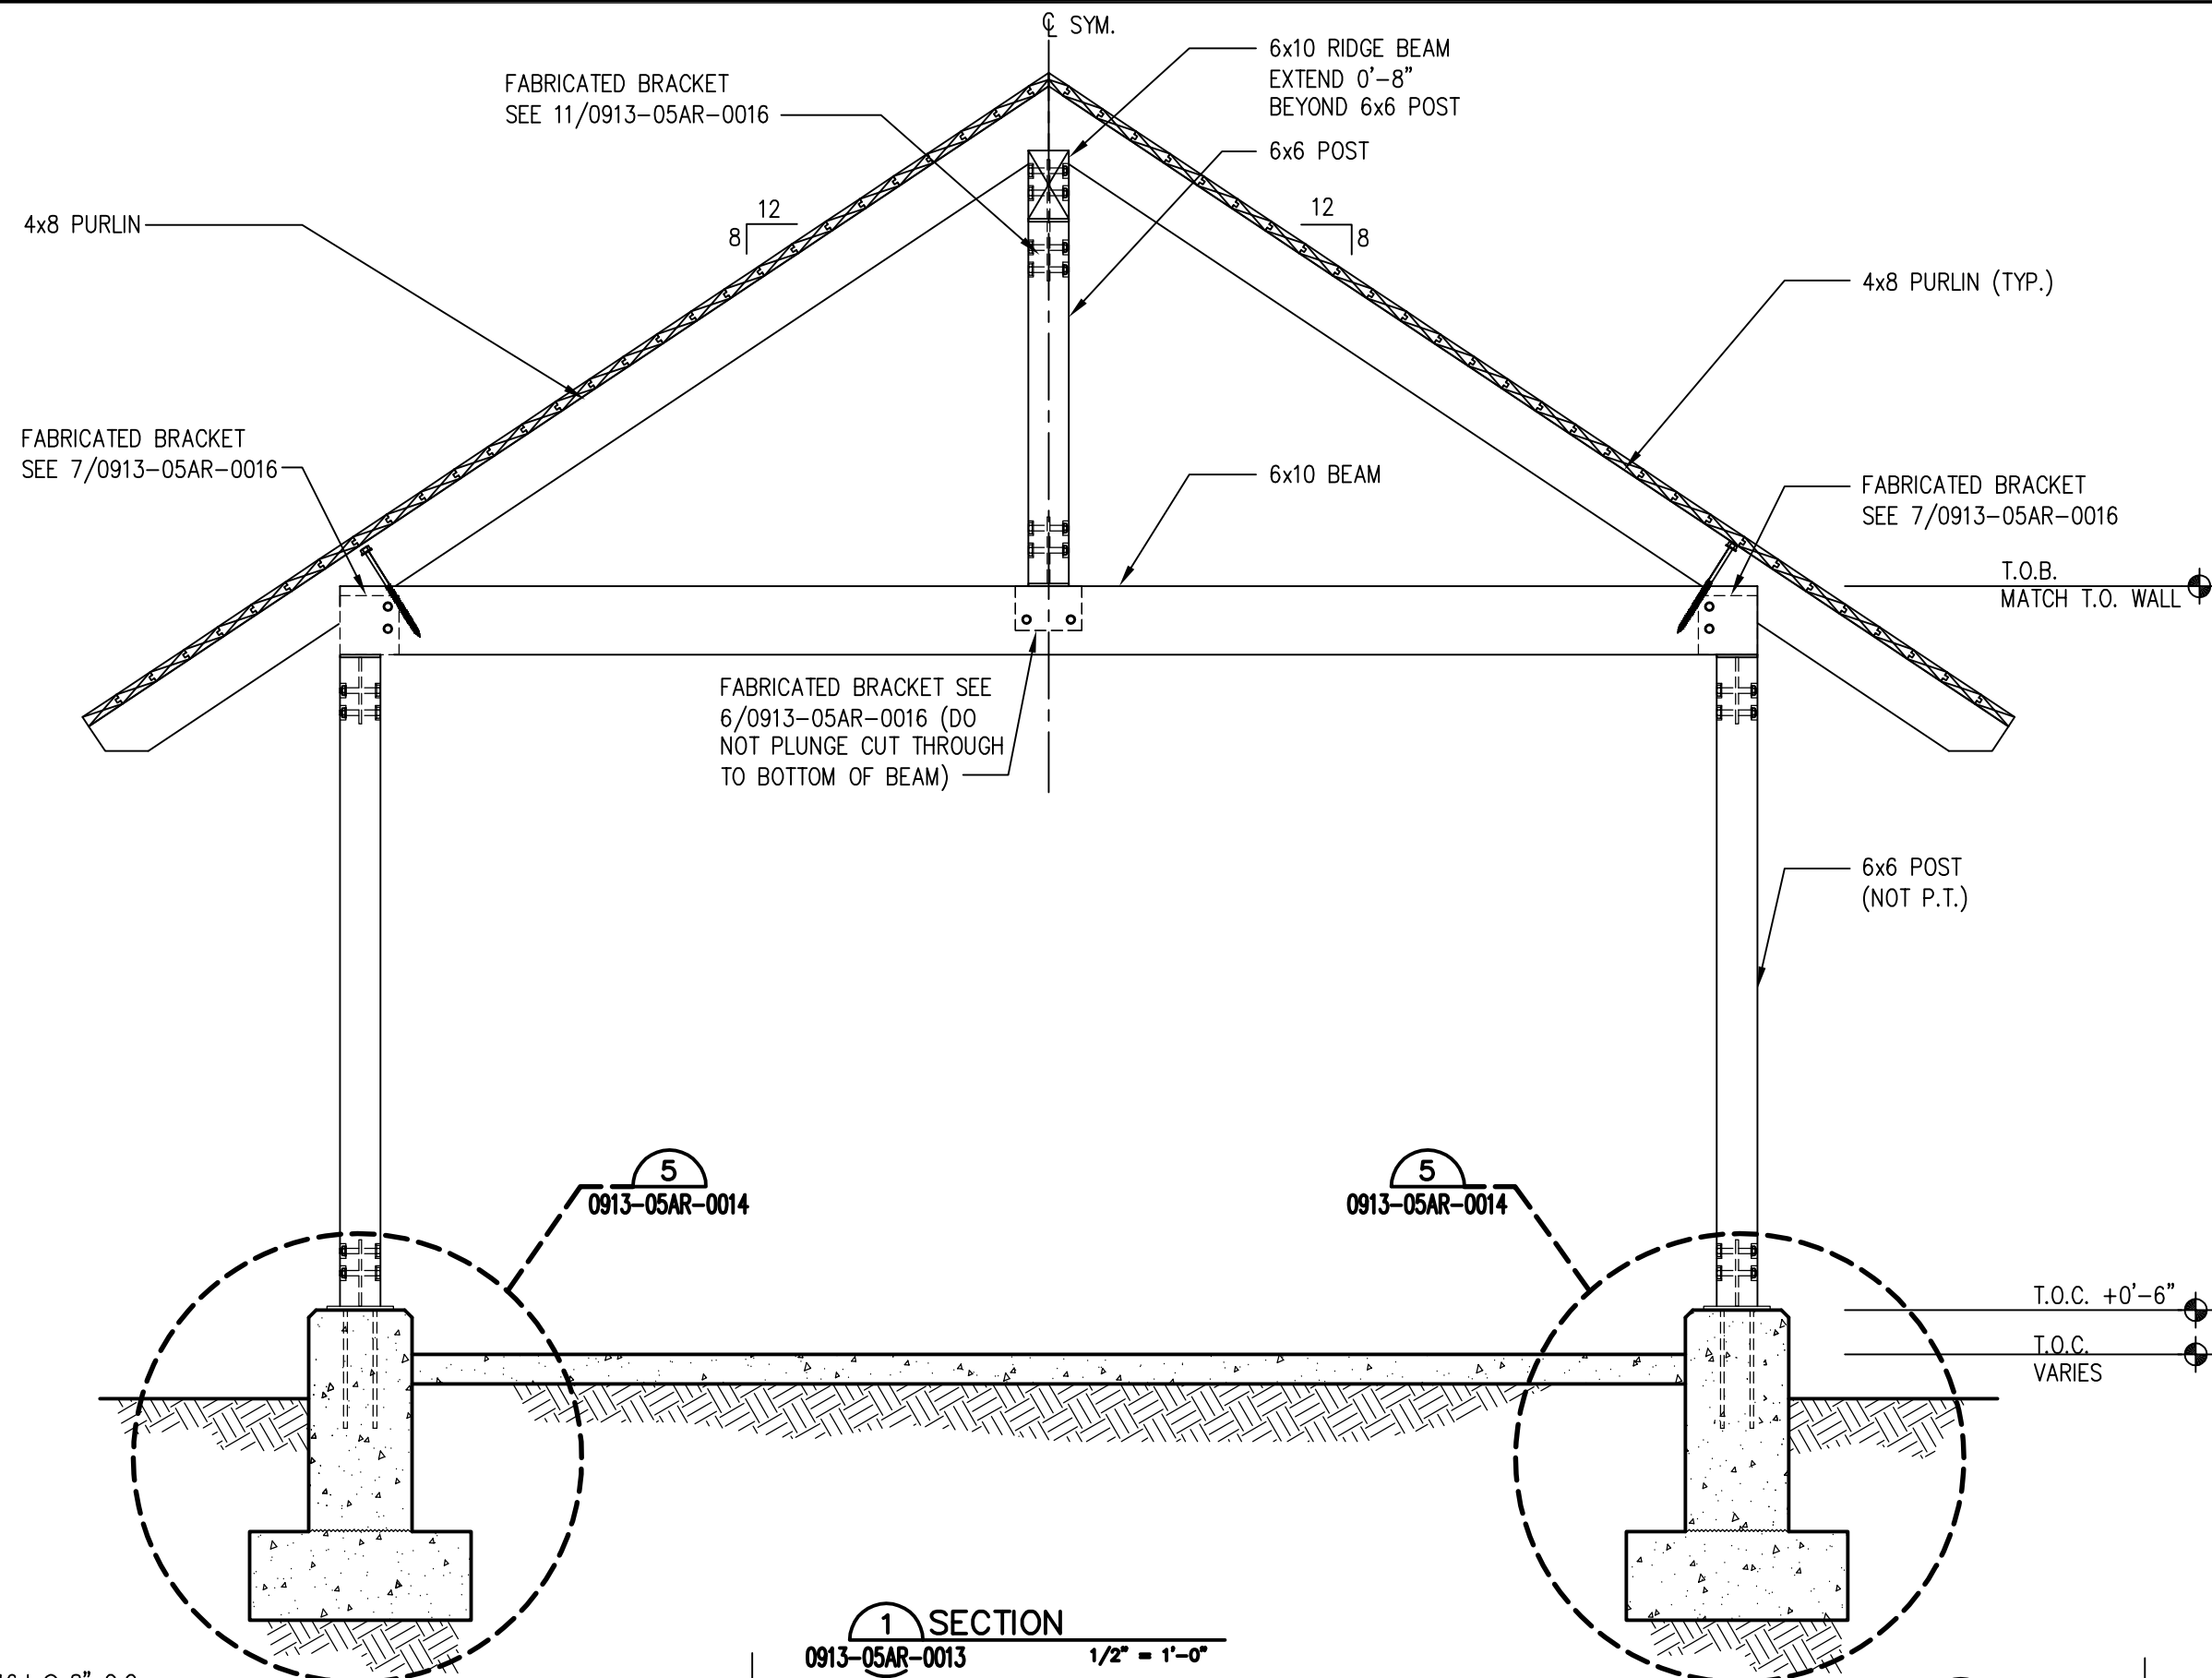 ℄ SYM.
6x10 RIDGE BEAM
EXTEND 0'-8"
BEYOND 6x6 POST
FABRICATED BRACKET
SEE 11/0913-05AR-0016
6x6 POST
4x8 PURLIN
12
8
12
8
4x8 PURLIN (TYP.)
FABRICATED BRACKET
SEE 7/0913-05AR-0016
6x10 BEAM
FABRICATED BRACKET
SEE 7/0913-05AR-0016
T.O.B.
MATCH T.O. WALL
FABRICATED BRACKET SEE
6/0913-05AR-0016 (DO
NOT PLUNGE CUT THROUGH
TO BOTTOM OF BEAM)
6x6 POST
(NOT P.T.)
5
0913-05AR-0014
5
0913-05AR-0014
T.O.C. +0'-6"
T.O.C.
VARIES
1 SECTION
0913-05AR-0013
1/2" = 1'-0"